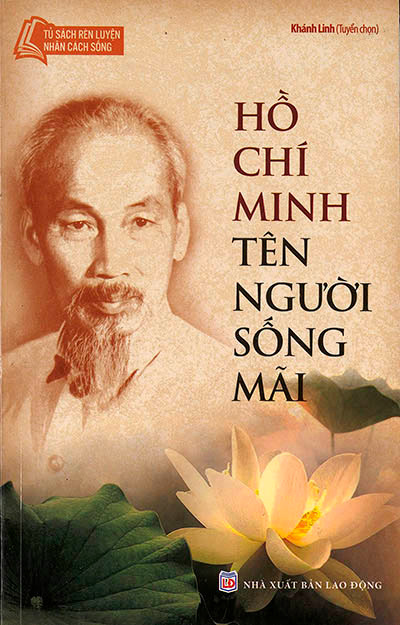 TỦ SÁCH RÈN LUYỆN
NHÂN CÁCH SỐNG
Khánh Linh (Tuyển chọn)
HỒ
CHÍ
MINH
TÊN
NGƯỜI
SỐNG
MÃI
NHÀ XUẤT BẢN LAO ĐỘNG